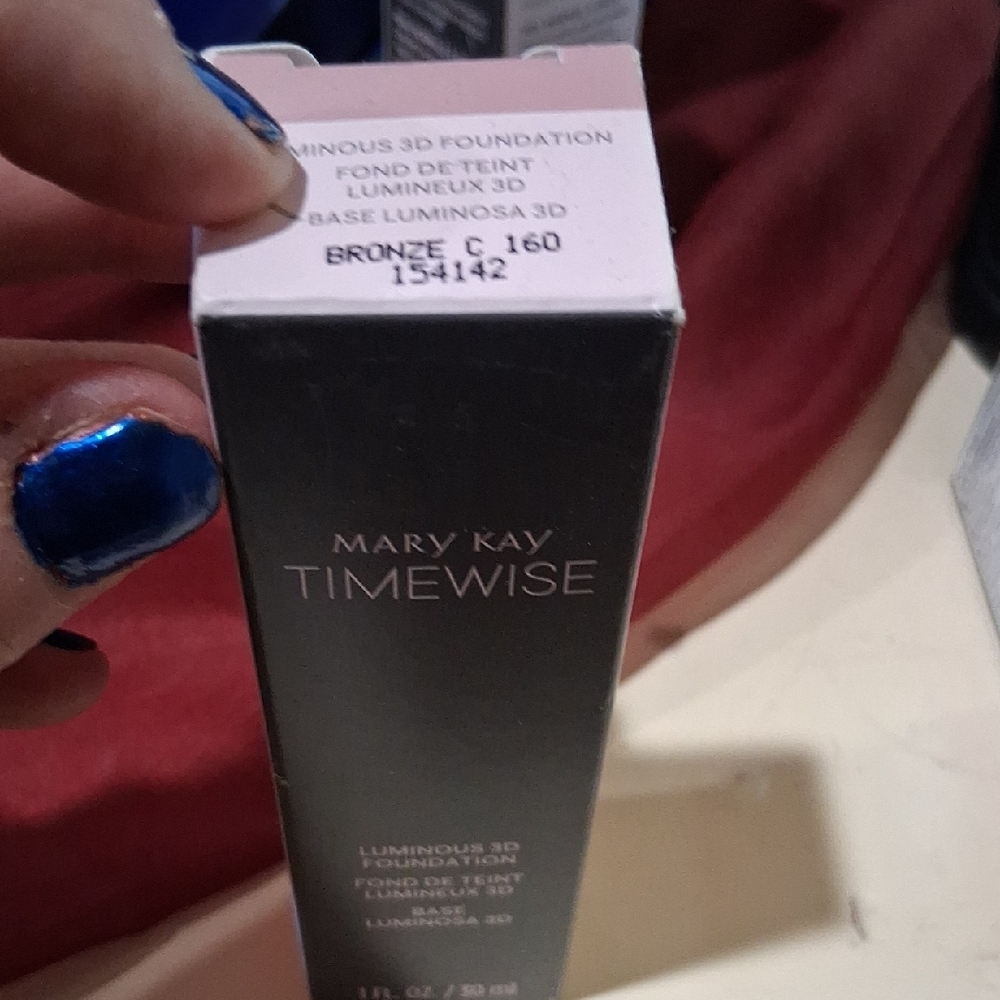 MINOUS 3D FOUNDATION
FOND DE TEINT
LUMINEUX 3D
BASE LUMINOSA 3D
BRONZE C 160
154142
MARY KAY
TIMEWISE
LUMINOUS 3D
FOUNDATION
FOND DE TEINT
LUMINEUX 3D
BASE
LUMINOSA 3D
1 FL. OZ. / 30 ml